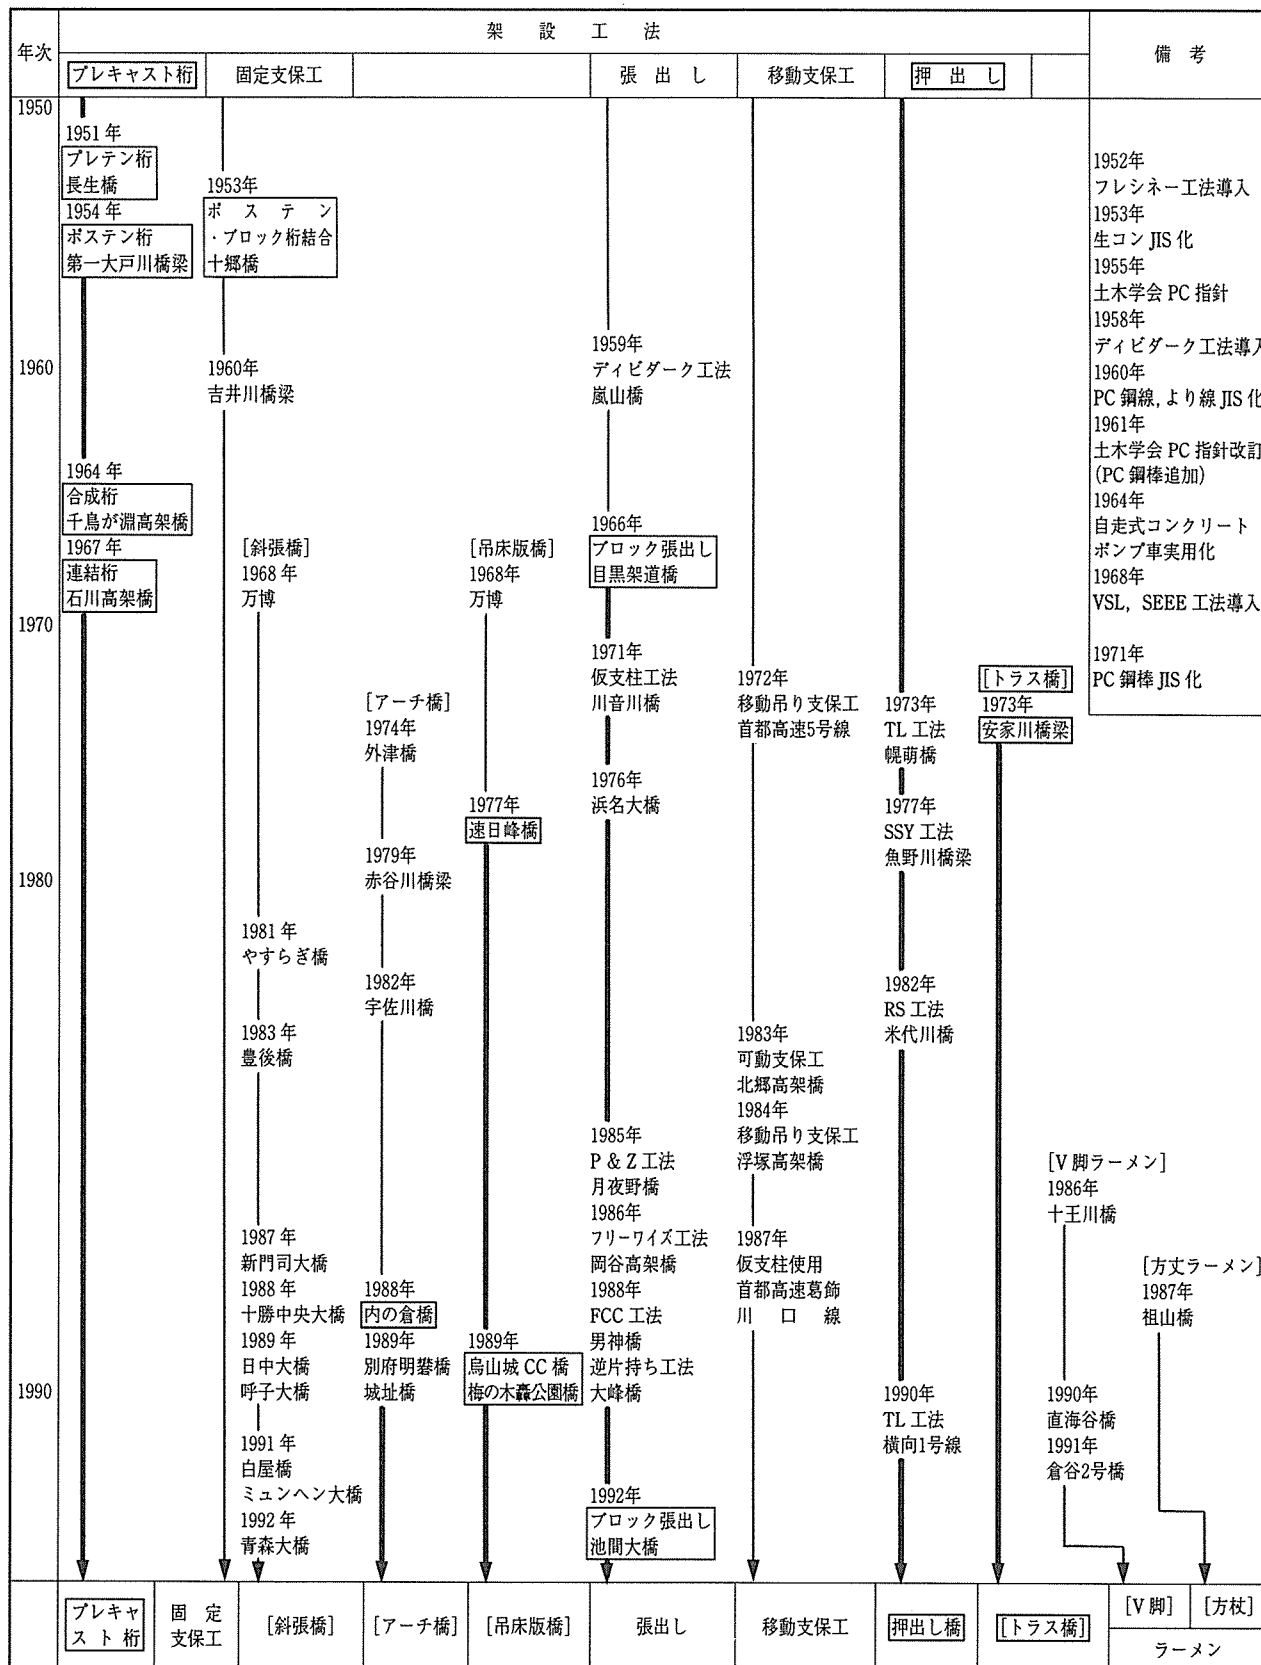 年次
架設工法
備考
プレキャスト桁
固定支保工
張出し
移動支保工
押出し
1950
1960
1970
1980
1990
1951年
プレテン桁
長生橋
1954年
ポステン桁
第一大戸川橋梁
1964年
合成桁
千鳥が淵高架橋
1967年
連結桁
石川高架橋
1953年
ポステン
・ブロック桁結合
十郷橋
1960年
吉井川橋梁
[斜張橋]
1968年
万博
1981年
やすらぎ橋
1983年
豊後橋
1987年
新門司大橋
1988年
十勝中央大橋
1989年
日中大橋
呼子大橋
1991年
白屋橋
ミュンヘン大橋
1992年
青森大橋
[アーチ橋]
1974年
外津橋
1979年
赤谷川橋梁
1982年
宇佐川橋
1988年
内の倉橋
1989年
別府明礬橋
城址橋
[吊床版橋]
1968年
万博
1977年
速日峰橋
1989年
烏山城CC橋
梅の木轟公園橋
1959年
ディビダーク工法
嵐山橋
1966年
ブロック張出し
目黒架道橋
1971年
仮支柱工法
川音川橋
1976年
浜名大橋
1985年
P & Z 工法
月夜野橋
1986年
フリーワイズ工法
岡谷高架橋
1988年
FCC 工法
男神橋
逆片持ち工法
大峰橋
1992年
ブロック張出し
池間大橋
1972年
移動吊り支保工
首都高速5号線
1983年
可動支保工
北郷高架橋
1984年
移動吊り支保工
浮塚高架橋
1987年
仮支柱使用
首都高速葛飾
川口線
1973年
TL 工法
幌萌橋
1977年
SSY 工法
魚野川橋梁
1982年
RS 工法
米代川橋
1990年
TL 工法
横向1号線
[トラス橋]
1973年
安家川橋梁
[V脚ラーメン]
1986年
十王川橋
1990年
直海谷橋
1991年
倉谷2号橋
[方丈ラーメン]
1987年
祖山橋
1952年
フレシネー工法導入
1953年
生コン JIS 化
1955年
土木学会 PC 指針
1958年
ディビダーク工法導入
1960年
PC 鋼線, より線 JIS 化
1961年
土木学会 PC 指針改訂
(PC 鋼棒追加)
1964年
自走式コンクリート
ポンプ車実用化
1968年
VSL, SEEE 工法導入
1971年
PC 鋼棒 JIS 化
プレキャ
スト桁
固定
支保工
[斜張橋]
[アーチ橋]
[吊床版橋]
張出し
移動支保工
押出し橋
[トラス橋]
[V脚]
[方杖]
ラーメン